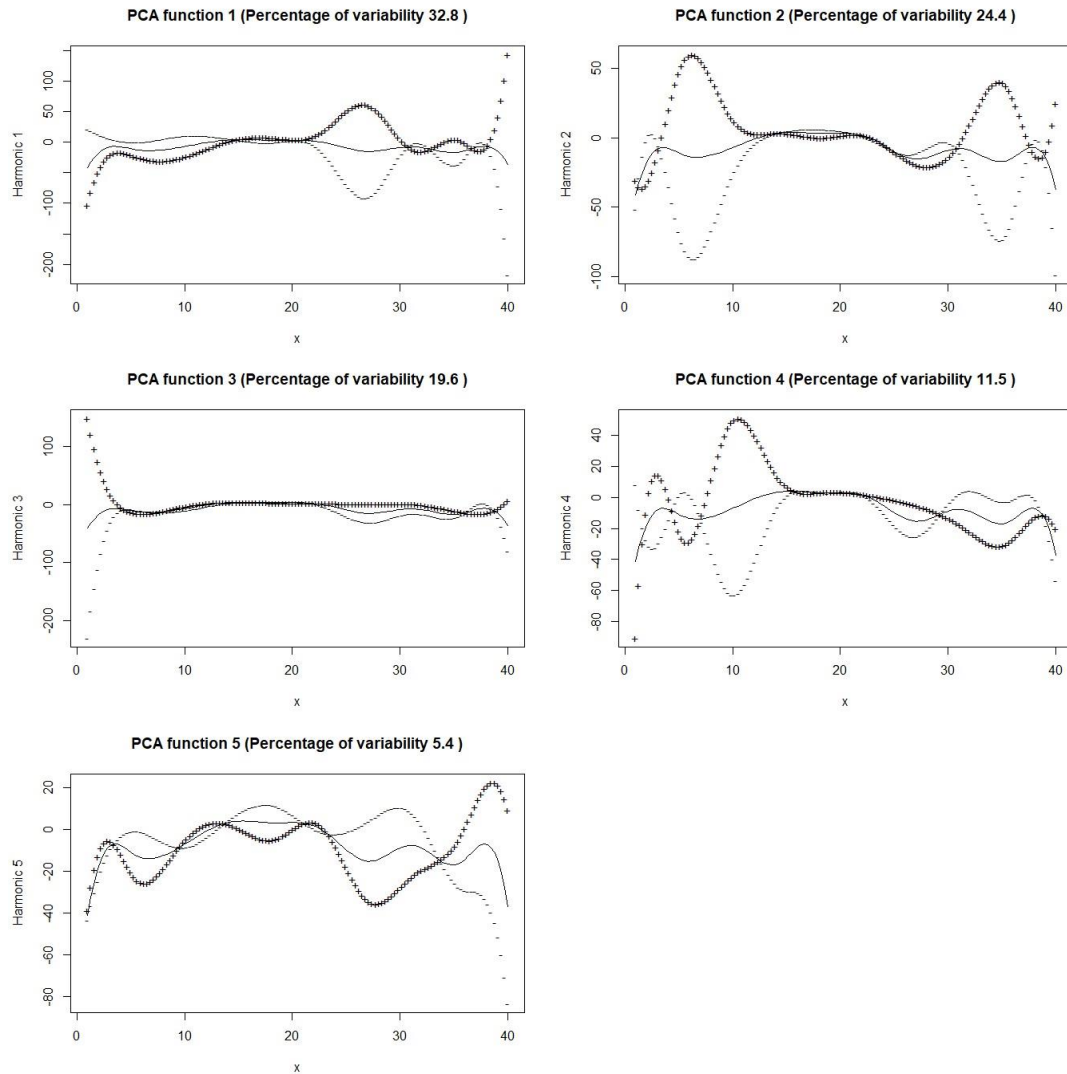 PCA function 1 (Percentage of variability 32.8 )
Harmonic 1
100
50
0
-100
-200
0 10 20 30 40
x
PCA function 2 (Percentage of variability 24.4 )
Harmonic 2
50
0
-50
-100
0 10 20 30 40
x
PCA function 3 (Percentage of variability 19.6 )
Harmonic 3
100
0
-100
-200
0 10 20 30 40
x
PCA function 4 (Percentage of variability 11.5 )
Harmonic 4
40
20
0
-20
-40
-60
-80
0 10 20 30 40
x
PCA function 5 (Percentage of variability 5.4 )
Harmonic 5
20
0
-20
-40
-60
-80
0 10 20 30 40
x